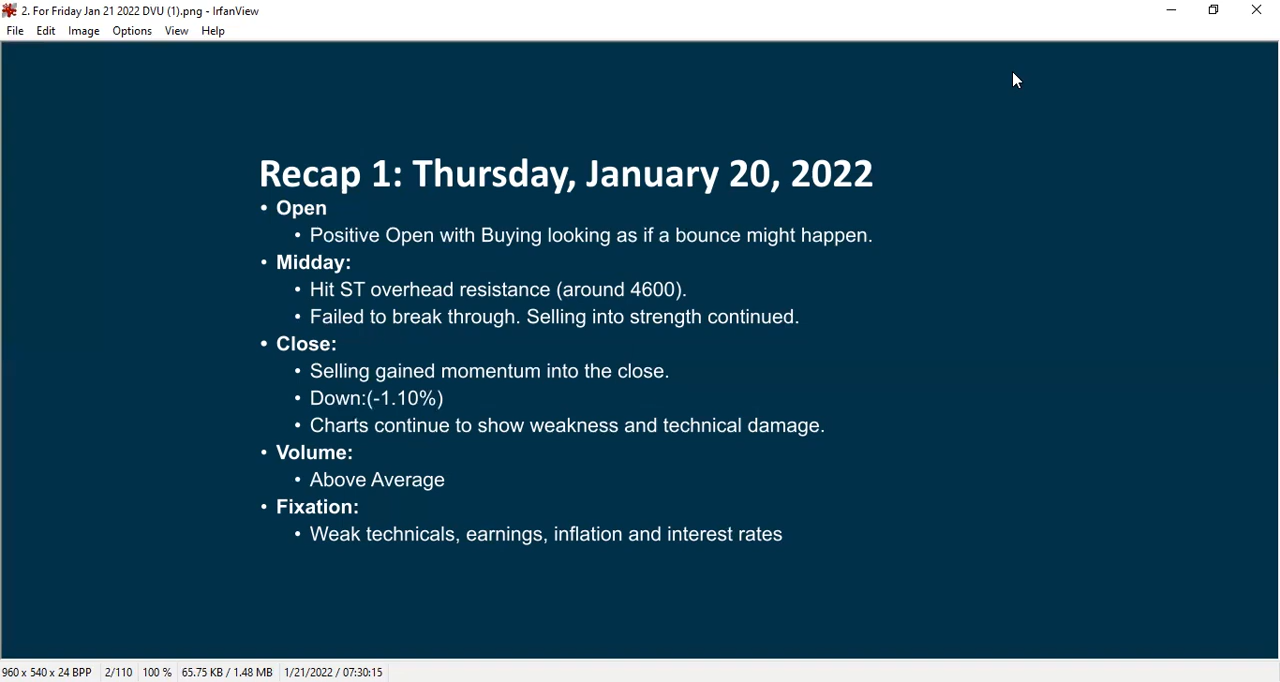 2. For Friday Jan 21 2022 DVU (1).png - IrfanView
File Edit Image Options View Help
Recap 1: Thursday, January 20, 2022
• Open
• Positive Open with Buying looking as if a bounce might happen.
• Midday:
• Hit ST overhead resistance (around 4600).
• Failed to break through. Selling into strength continued.
• Close:
• Selling gained momentum into the close.
• Down:(-1.10%)
• Charts continue to show weakness and technical damage.
• Volume:
• Above Average
• Fixation:
• Weak technicals, earnings, inflation and interest rates
960 x 540 x 24 BPP 2/110 100 % 65.75 KB / 1.48 MB 1/21/2022 / 07:30:15